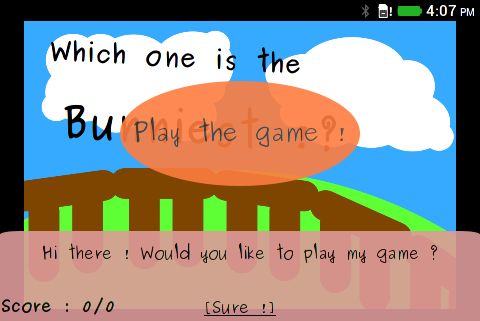 4:07 PM
Which one is the
Bunniest ?
Play the game?!
Hi there ! Would you like to play my game ?
Score : 0/0
[Sure !]